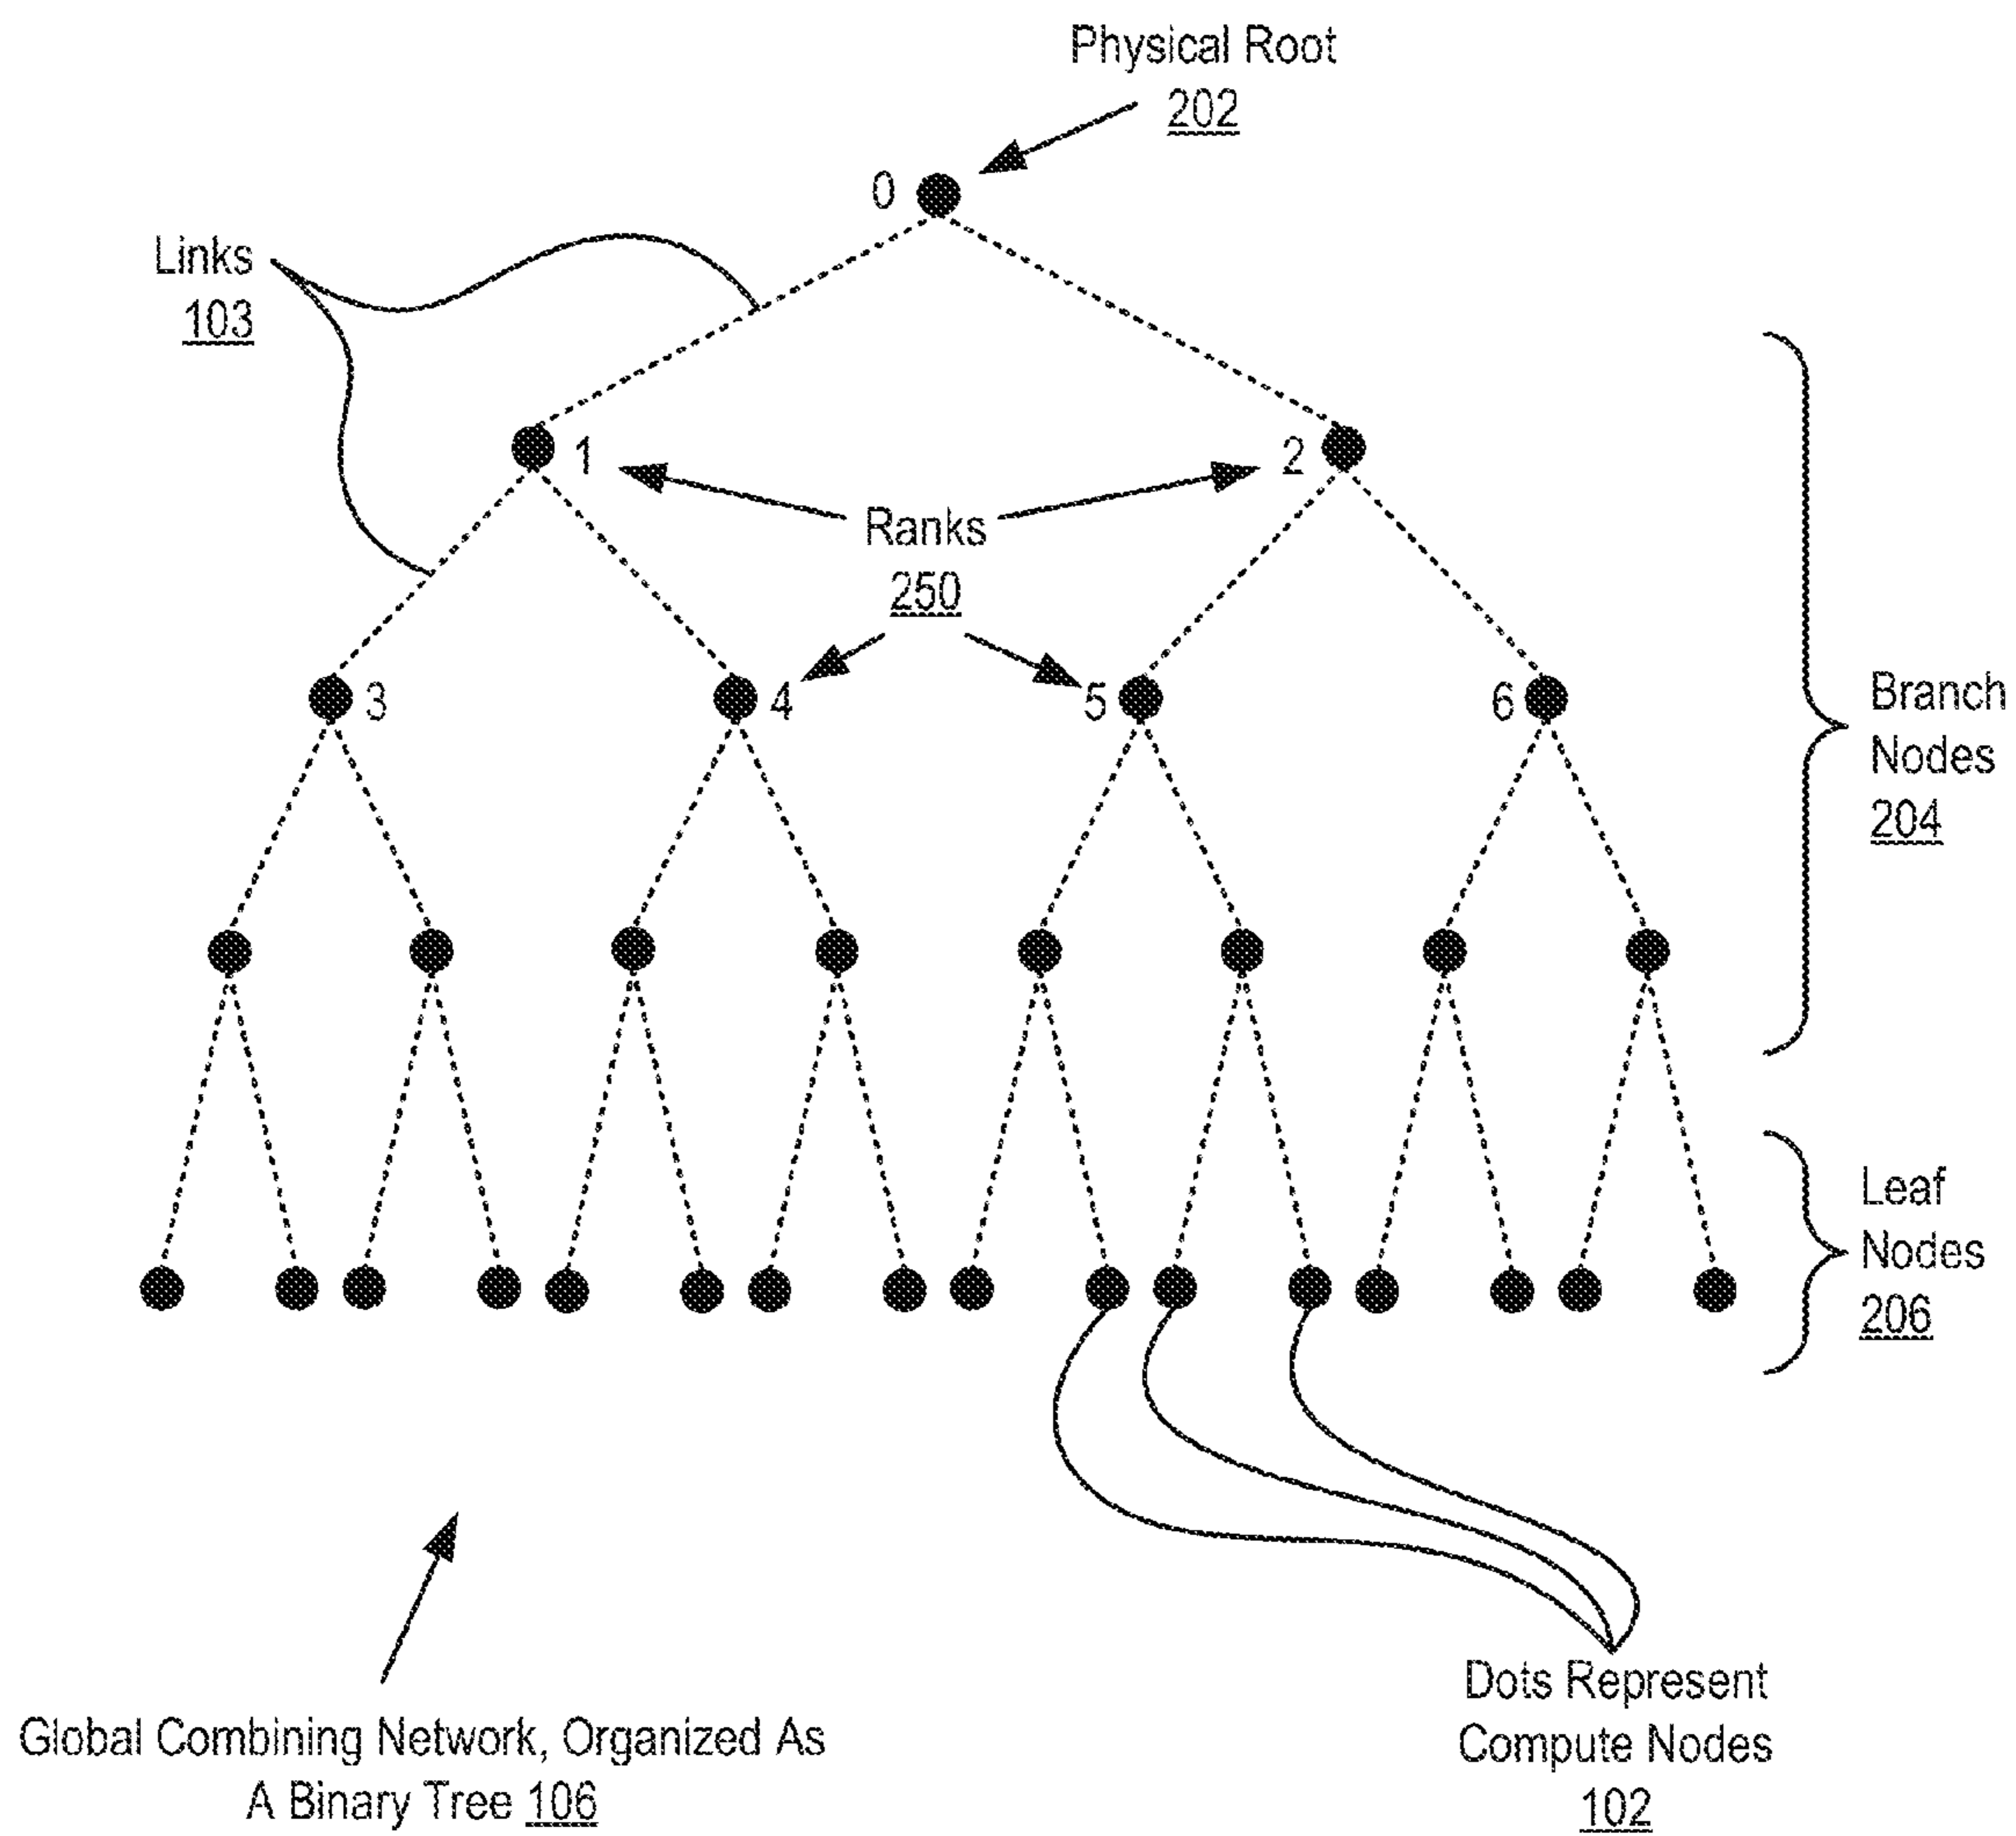 Physical Root
202
0
Links
103
1
2
Ranks
250
3
4
5
6
Branch
Nodes
204
Leaf
Nodes
206
Dots Represent
Compute Nodes
102
Global Combining Network, Organized As
A Binary Tree 106